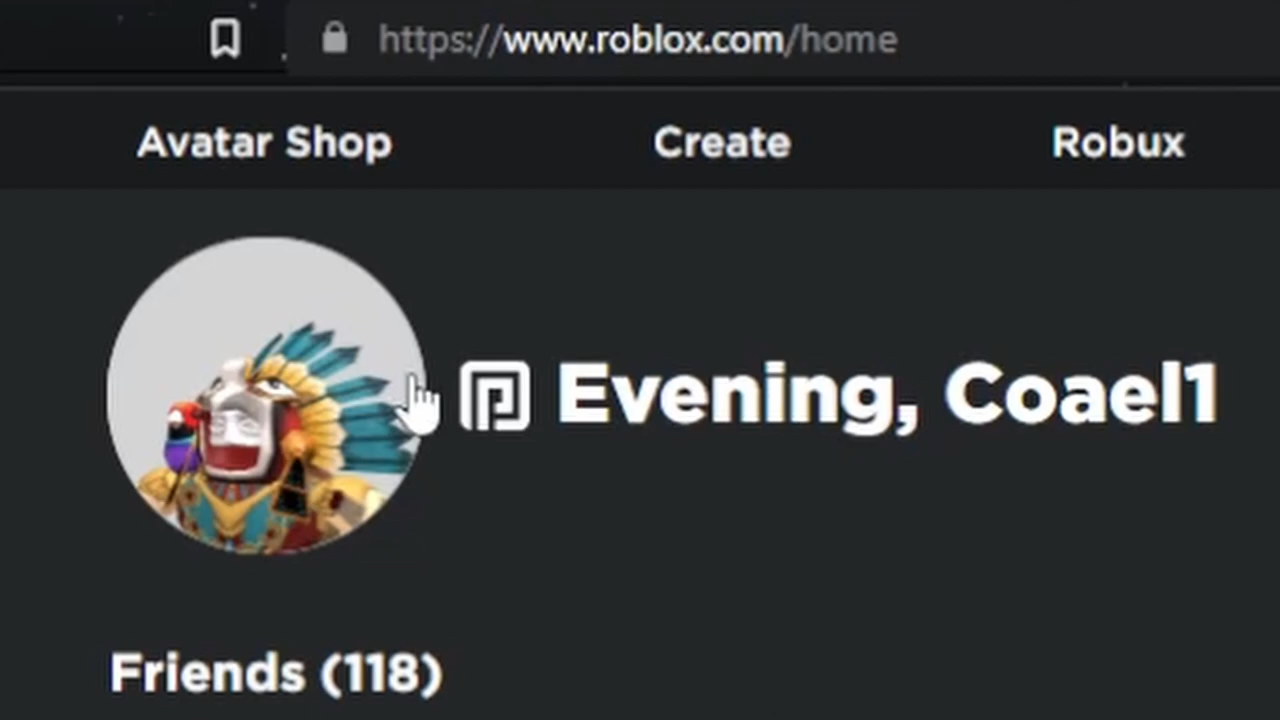 https://www.roblox.com/home
Avatar Shop Create Robux
Evening, Coael1
Friends (118)